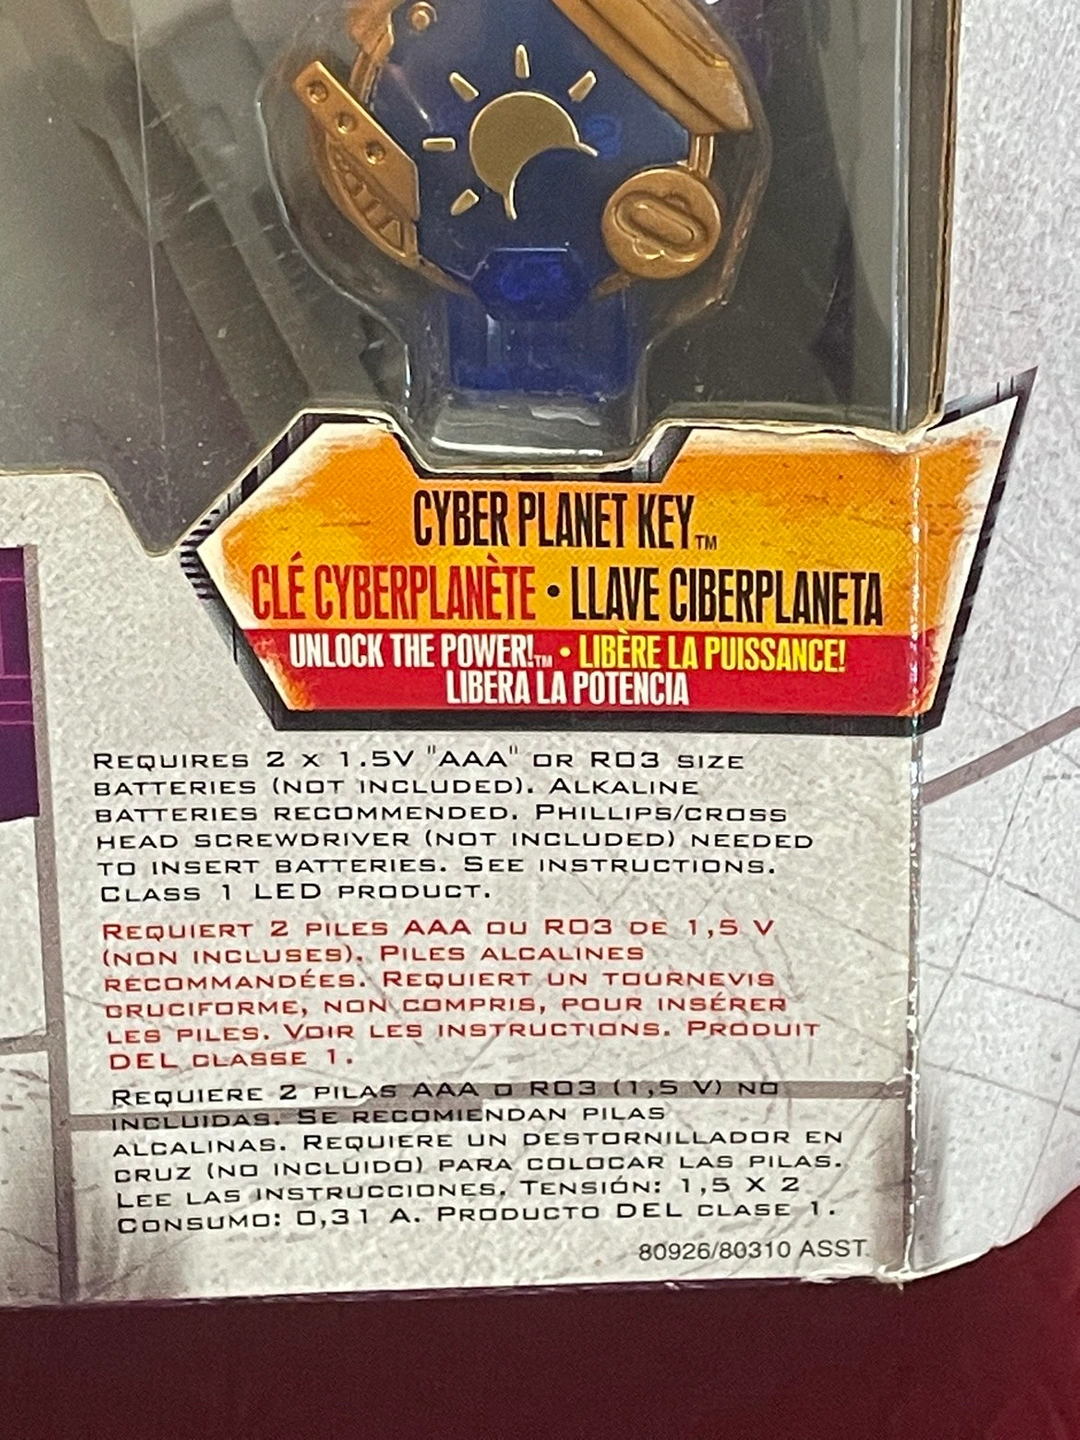 CYBER PLANET KEY™
CLÉ CYBERPLANÈTE • LLAVE CIBERPLANETA
UNLOCK THE POWER!™ • LIBÈRE LA PUISSANCE!
LIBERA LA POTENCIA
REQUIRES 2 X 1.5V "AAA" OR R03 SIZE
BATTERIES (NOT INCLUDED). ALKALINE
BATTERIES RECOMMENDED. PHILLIPS/CROSS
HEAD SCREWDRIVER (NOT INCLUDED) NEEDED
TO INSERT BATTERIES. SEE INSTRUCTIONS.
CLASS 1 LED PRODUCT.
REQUIERT 2 PILES AAA OU R03 DE 1,5 V
(NON INCLUSES). PILES ALCALINES
RECOMMANDÉES. REQUIERT UN TOURNEVIS
CRUCIFORME, NON COMPRIS, POUR INSÉRER
LES PILES. VOIR LES INSTRUCTIONS. PRODUIT
DEL CLASSE 1.
REQUIERE 2 PILAS AAA O R03 (1,5 V) NO
INCLUIDAS. SE RECOMIENDAN PILAS
ALCALINAS. REQUIERE UN DESTORNILLADOR EN
CRUZ (NO INCLUIDO) PARA COLOCAR LAS PILAS.
LEE LAS INSTRUCCIONES. TENSIÓN: 1,5 X 2
CONSUMO: 0,31 A. PRODUCTO DEL CLASE 1.
80926/80310 ASST.